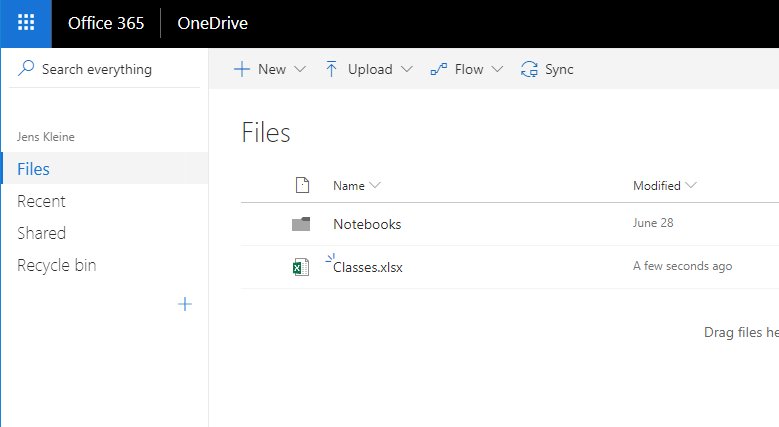 Office 365 OneDrive
Search everything
New Upload Flow Sync
Jens Kleine
Files
Recent
Shared
Recycle bin
Files
Name Modified
Notebooks June 28
Classes.xlsx A few seconds ago
Drag files he